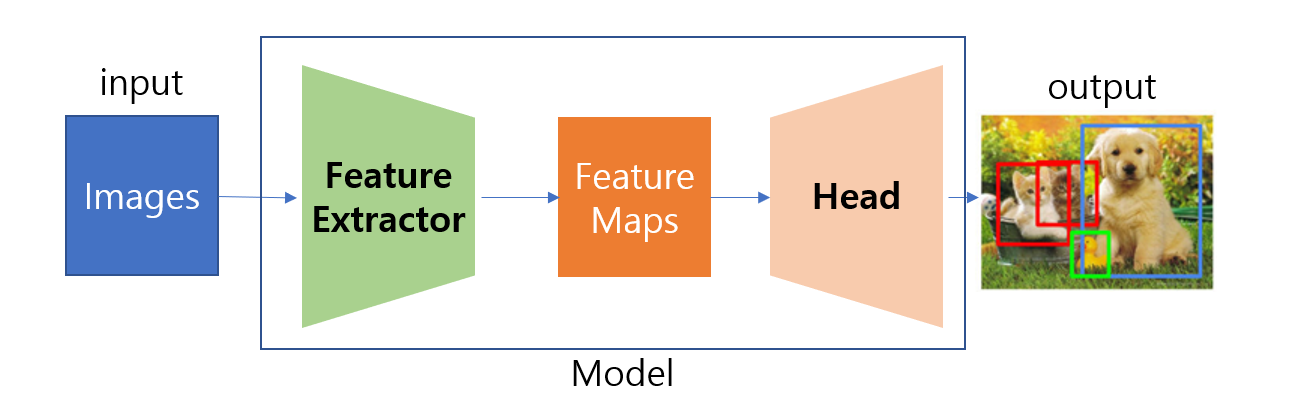 input
Images
Feature
Extractor
Feature
Maps
Head
output
Model